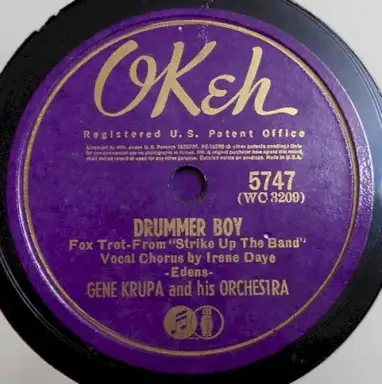 OKeh
Registered U.S. Patent Office
5747
(WC 3209)
DRUMMER BOY
Fox Trot-From "Strike Up The Band"
Vocal Chorus by Irene Daye
-Edens-
GENE KRUPA and his ORCHESTRA